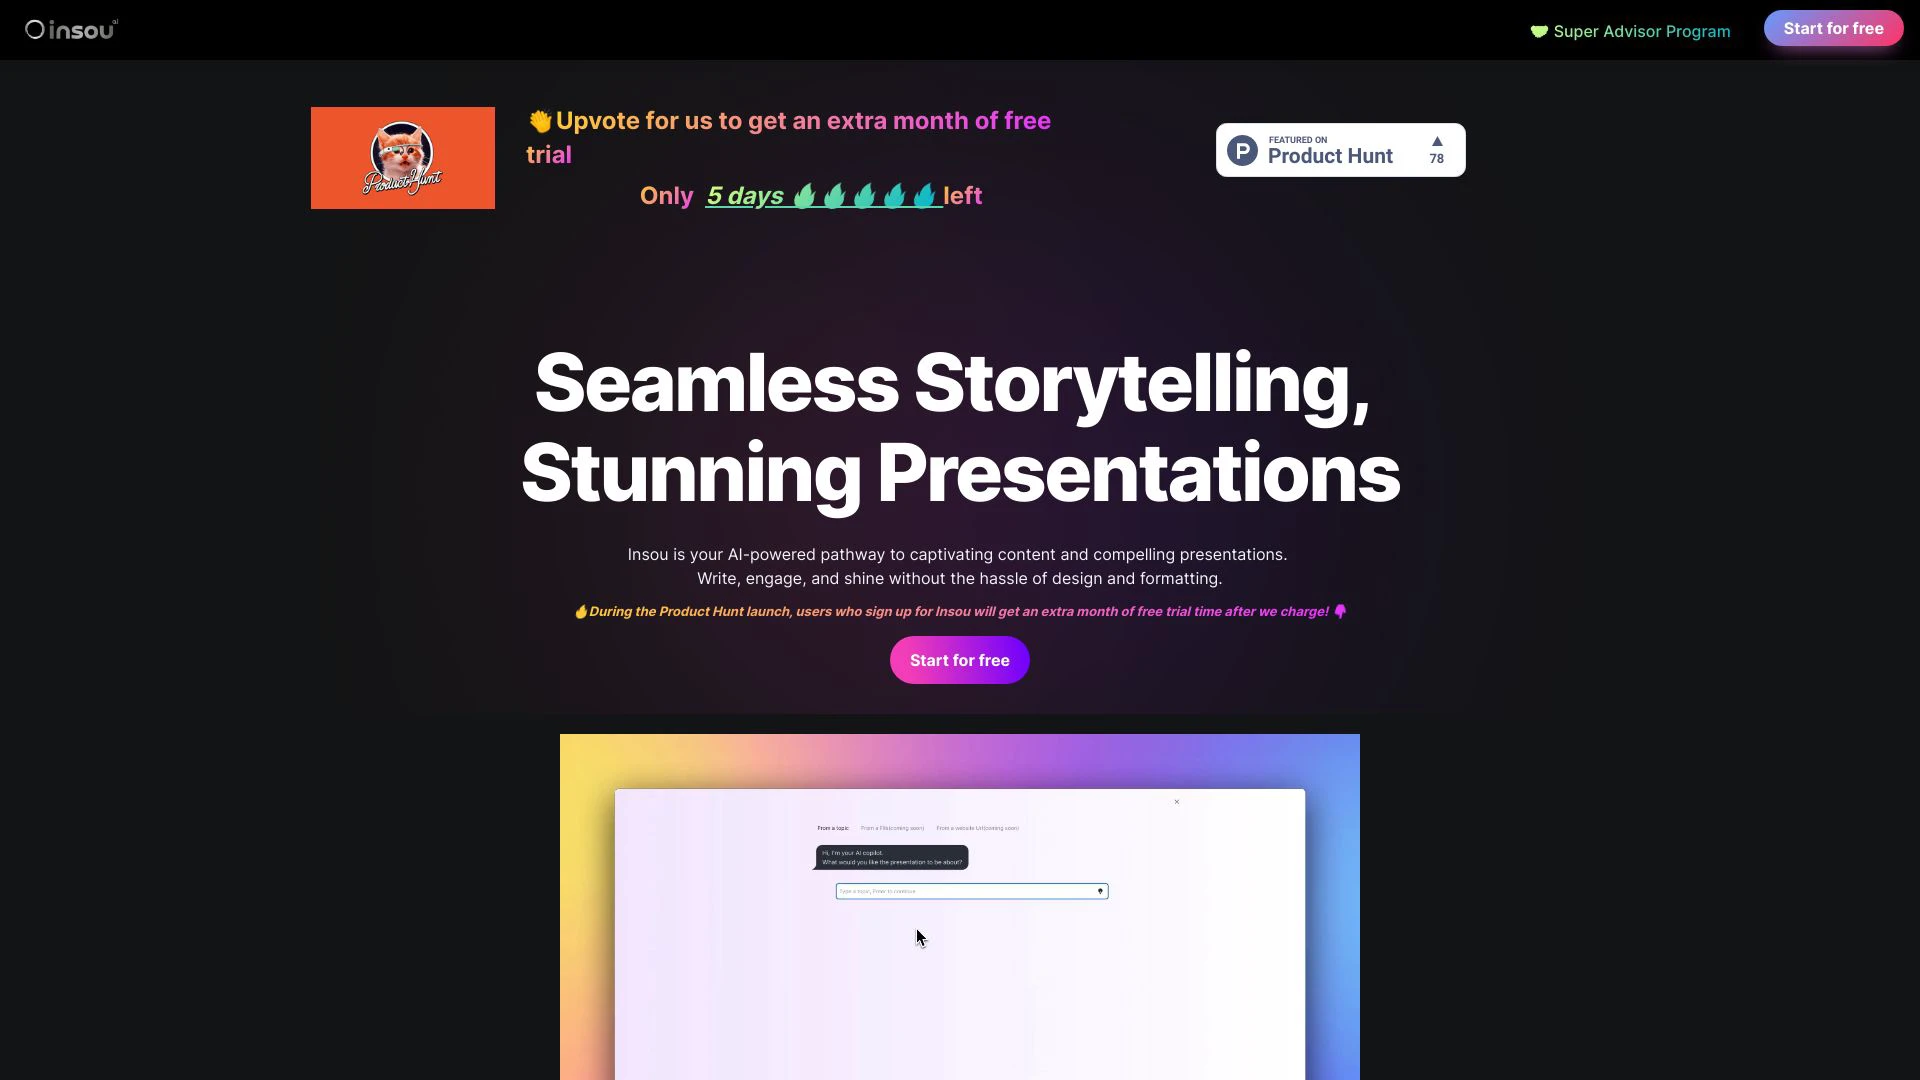 insou ai
Super Advisor Program
Start for free
Product Hunt
👋Upvote for us to get an extra month of free
trial
Only 5 days 🔥🔥🔥🔥🔥 left
FEATURED ON
Product Hunt
▲
78
Seamless Storytelling,
Stunning Presentations
Insou is your AI-powered pathway to captivating content and compelling presentations.
Write, engage, and shine without the hassle of design and formatting.
🔥During the Product Hunt launch, users who sign up for Insou will get an extra month of free trial time after we charge! 👇
Start for free
From a topic From a File(coming soon) From a website Url(coming soon)
Hi, I'm your AI copilot.
What would you like the presentation to be about?
Type a topic, Enter to continue